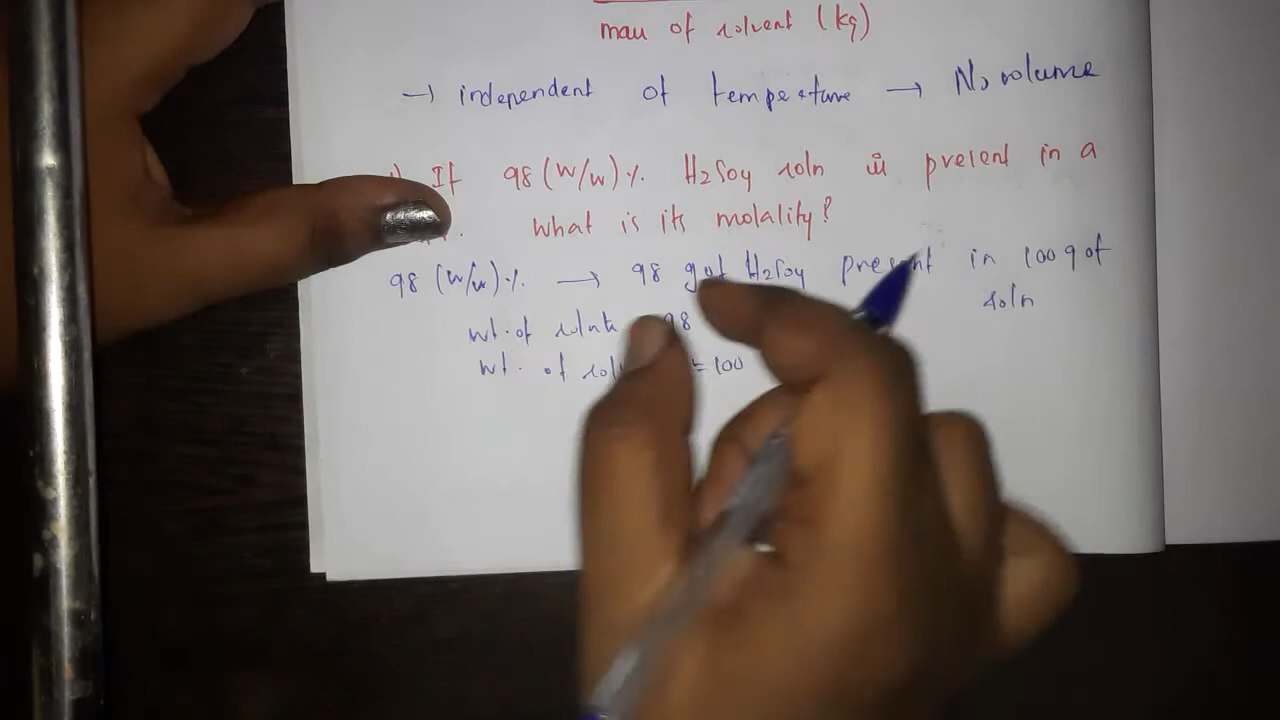 mass of solvent (kg)
→ independent of temperature → No volume
1) If 98 (w/w) % H2SO4 soln is present in a
What is its molality?
98 (w/w) % → 98 g of H2SO4 present in 100 g of
soln
wt. of solute 98
wt. of = 100